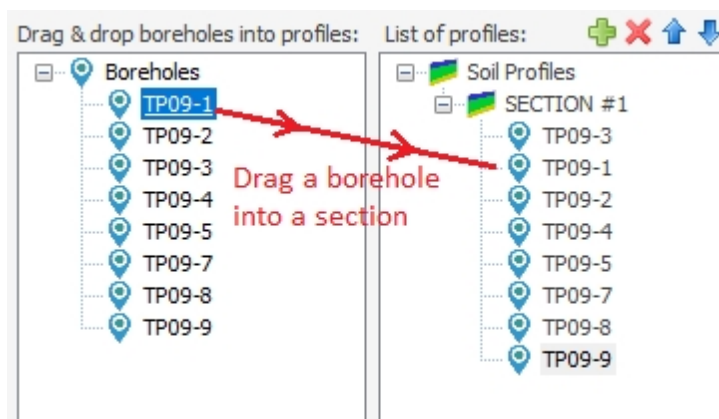 Drag & drop boreholes into profiles:
Boreholes
TP09-1
TP09-2
TP09-3
TP09-4
TP09-5
TP09-7
TP09-8
TP09-9
Drag a borehole
into a section
List of profiles:
Soil Profiles
SECTION #1
TP09-3
TP09-1
TP09-2
TP09-4
TP09-5
TP09-7
TP09-8
TP09-9